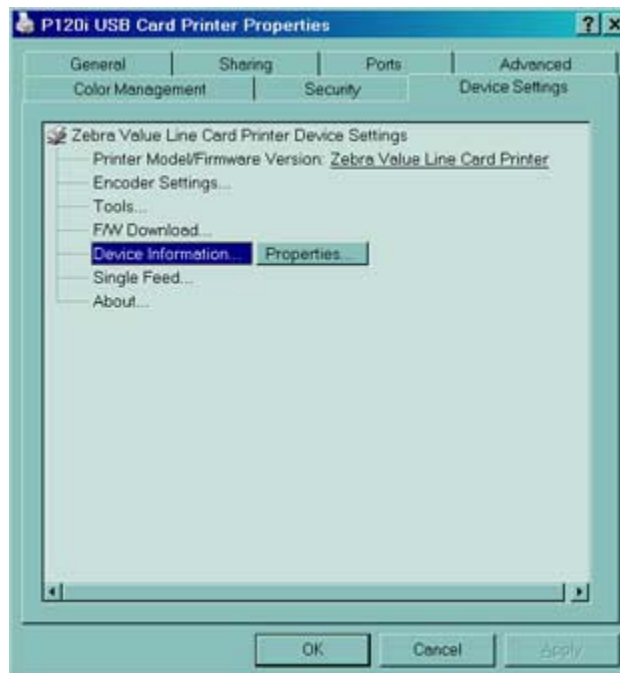 P120i USB Card Printer Properties
General Sharing Ports Advanced
Color Management Security Device Settings
Zebra Value Line Card Printer Device Settings
Printer Model/Firmware Version: Zebra Value Line Card Printer
Encoder Settings...
Tools...
F/W Download...
Device Information... Properties...
Single Feed...
About...
OK Cancel Apply